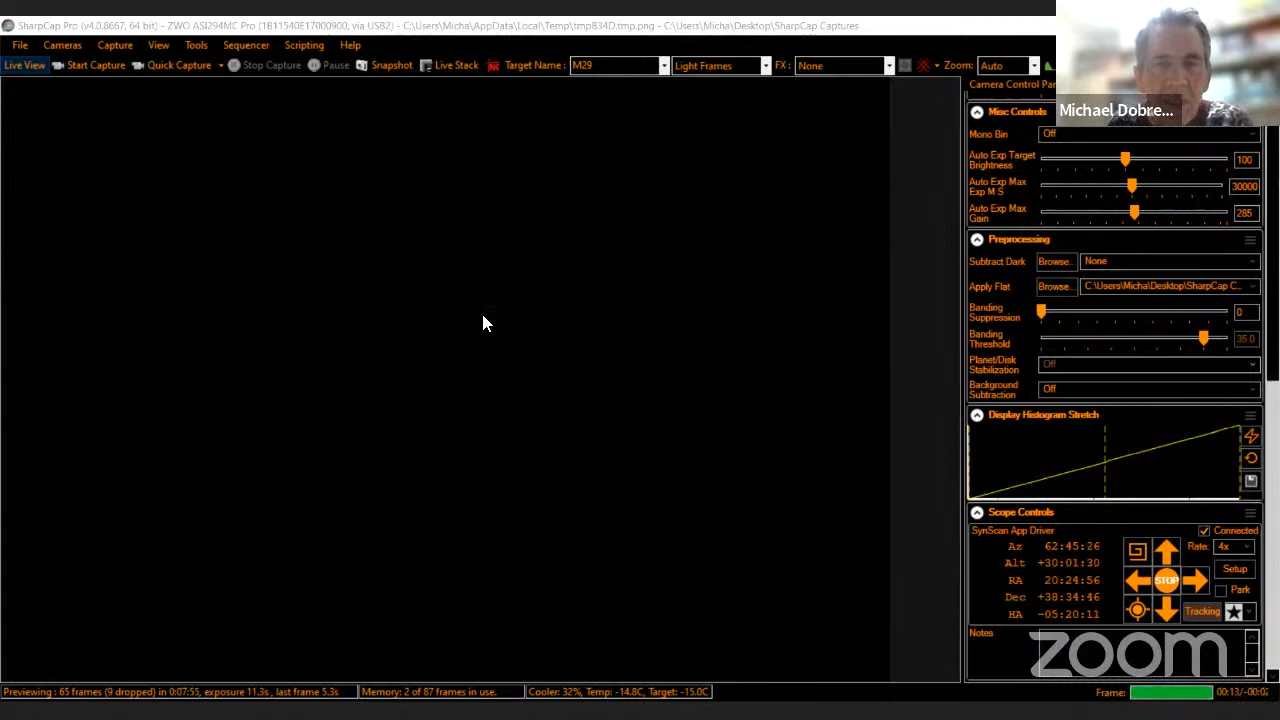 SharpCap Pro (v4.0.8667, 64 bit) - ZWO ASI294MC Pro (1B11540E17000900, via USB2) - C:\Users\Micha\AppData\Local\Temp\tmpB34D.tmp.png - C:\Users\Micha\Desktop\SharpCap Captures
File Cameras Capture View Tools Sequencer Scripting Help
Live View Start Capture Quick Capture Stop Capture Pause Snapshot Live Stack Target Name : M29 Light Frames FX : None Zoom: Auto
Camera Control Pan
Michael Dobre...
Misc Controls
Mono Bin Off
Auto Exp Target Brightness 100
Auto Exp Max Exp M S 30000
Auto Exp Max Gain 285
Preprocessing
Subtract Dark Browse... None
Apply Flat Browse... C:\Users\Micha\Desktop\SharpCap C...
Banding Suppression 0
Banding Threshold 35.0
Planet/Disk Stabilization Off
Background Subtraction Off
Display Histogram Stretch
Scope Controls
SynScan App Driver Connected
Az 62:45:26 Rate: 4x
Alt +30:01:30
Setup
RA 20:24:56 STOP
Park
Dec +38:34:46
HA -05:20:11 Tracking
Notes
zoom
Previewing : 65 frames (9 dropped) in 0:07:55, exposure 11.3s , last frame 5.3s Memory: 2 of 87 frames in use. Cooler: 32%, Temp: -14.8C, Target: -15.0C Frame: 00:13/-00:02